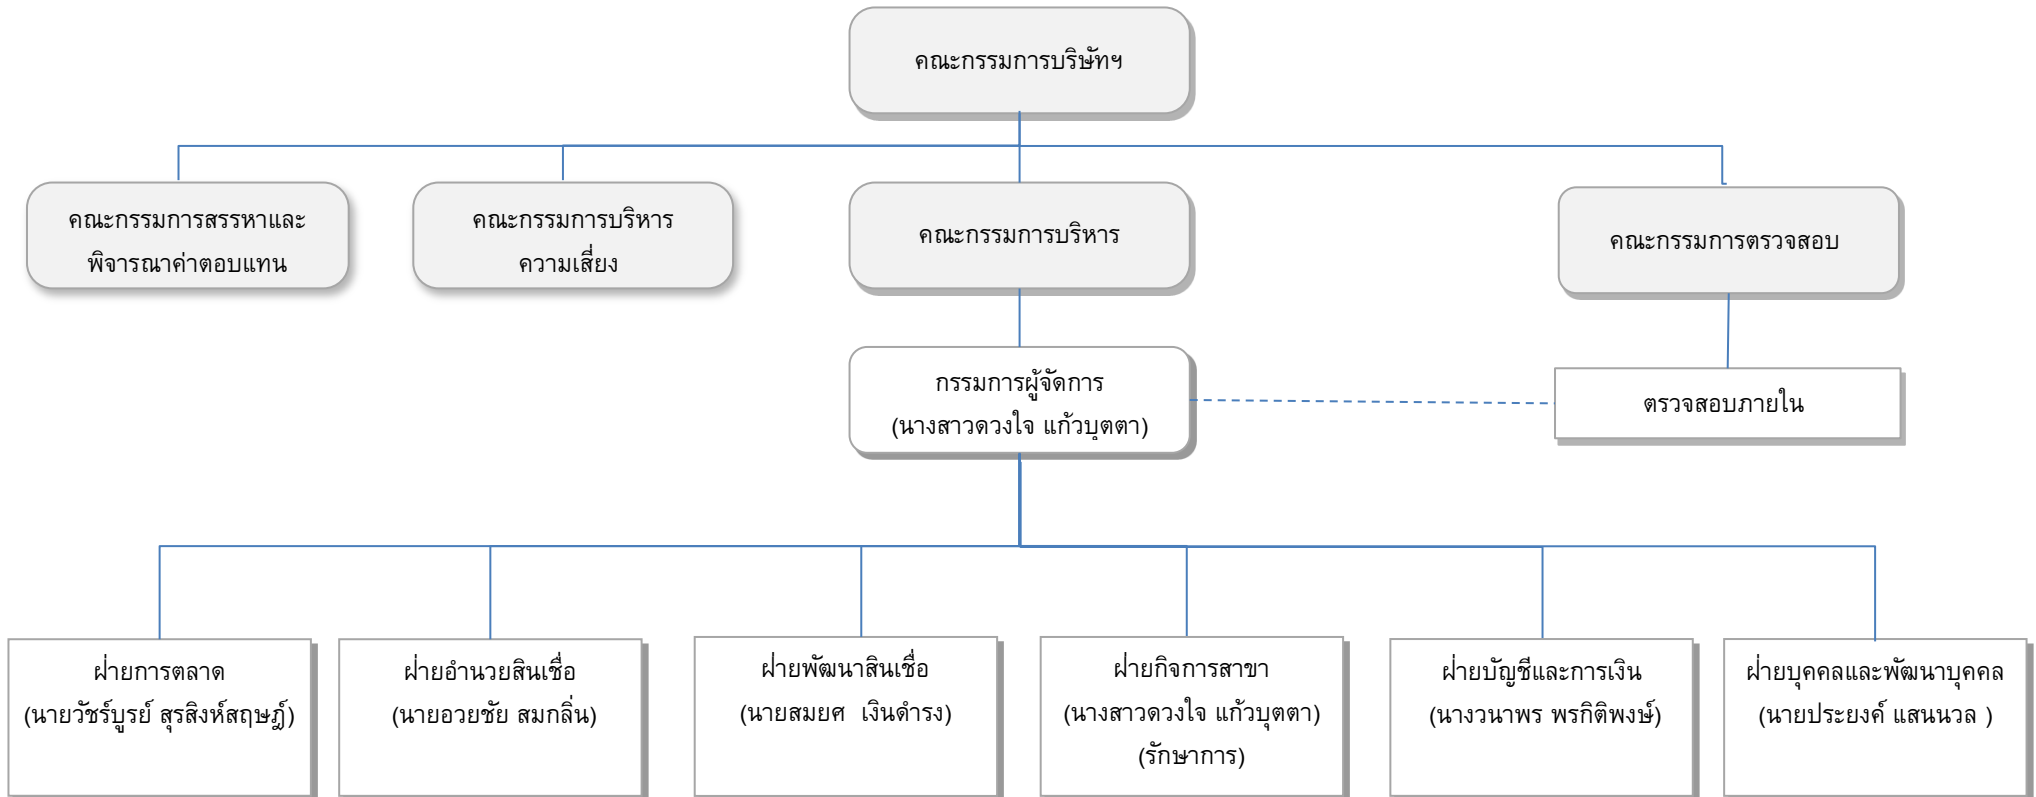 คณะกรรมการบริษัทฯ
คณะกรรมการสรรหาและ
พิจารณาค่าตอบแทน
คณะกรรมการบริหาร
ความเสี่ยง
คณะกรรมการบริหาร
คณะกรรมการตรวจสอบ
กรรมการผู้จัดการ
(นางสาวดวงใจ แก้วบุตตา)
ตรวจสอบภายใน
ฝ่ายการตลาด
(นายวัชร์บูรย์ สุรสิงห์สฤษฎ์)
ฝ่ายอำนวยสินเชื่อ
(นายอวยชัย สมกลิ่น)
ฝ่ายพัฒนาสินเชื่อ
(นายสมยศ  เงินดำรง)
ฝ่ายกิจการสาขา
(นางสาวดวงใจ แก้วบุตตา)
(รักษาการ)
ฝ่ายบัญชีและการเงิน
(นางวนาพร พรกิติพงษ์)
ฝ่ายบุคคลและพัฒนาบุคคล
(นายประยงค์ แสนนวล )